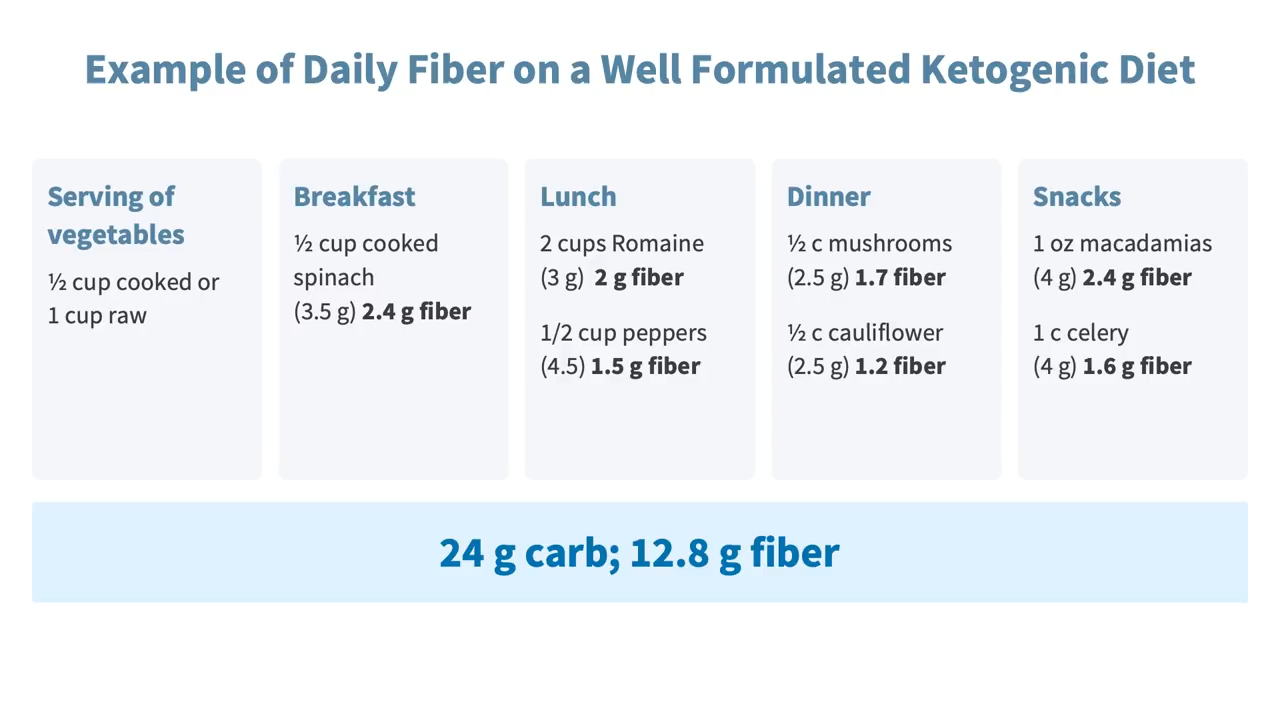 Example of Daily Fiber on a Well Formulated Ketogenic Diet
Serving of
vegetables
½ cup cooked or
1 cup raw
Breakfast
½ cup cooked
spinach
(3.5 g) 2.4 g fiber
Lunch
2 cups Romaine
(3 g) 2 g fiber
1/2 cup peppers
(4.5) 1.5 g fiber
Dinner
½ c mushrooms
(2.5 g) 1.7 fiber
½ c cauliflower
(2.5 g) 1.2 fiber
Snacks
1 oz macadamias
(4 g) 2.4 g fiber
1 c celery
(4 g) 1.6 g fiber
24 g carb; 12.8 g fiber